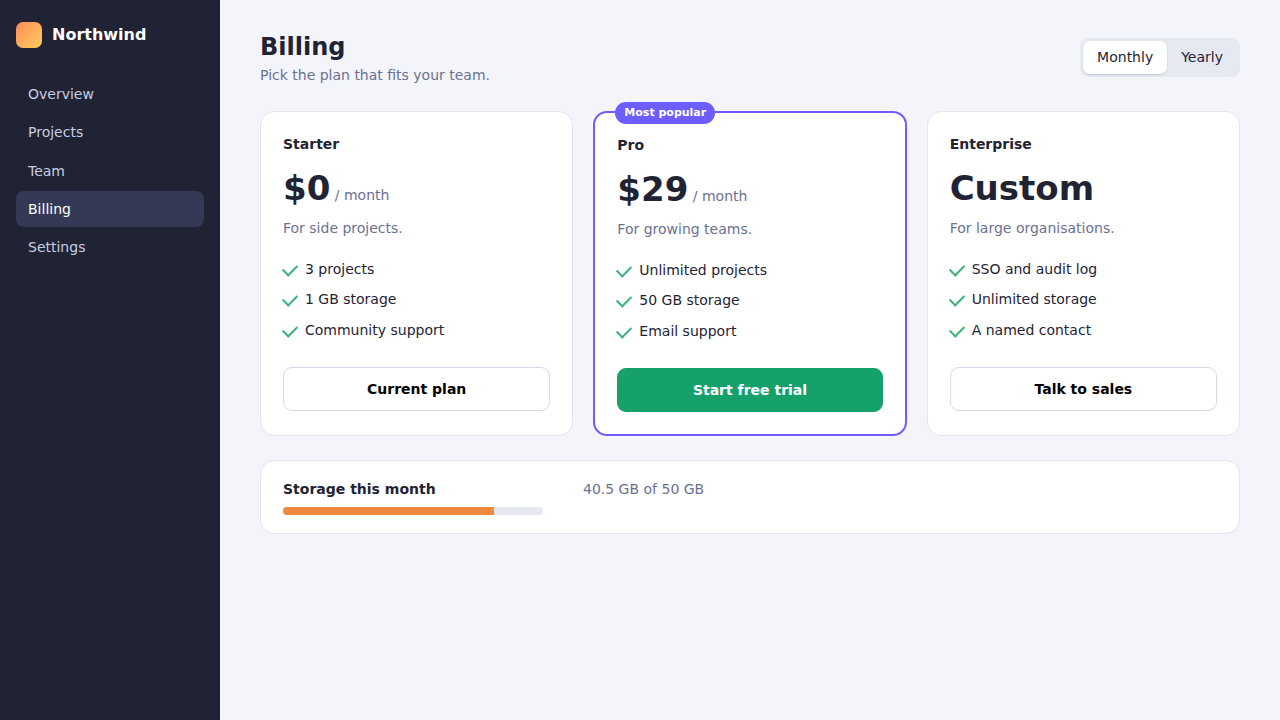 Northwind
Overview
Projects
Team
Billing
Settings
Billing
Pick the plan that fits your team.
Monthly Yearly
Starter
$0 / month
For side projects.
3 projects
1 GB storage
Community support
Current plan
Most popular
Pro
$29 / month
For growing teams.
Unlimited projects
50 GB storage
Email support
Start free trial
Enterprise
Custom
For large organisations.
SSO and audit log
Unlimited storage
A named contact
Talk to sales
Storage this month 40.5 GB of 50 GB